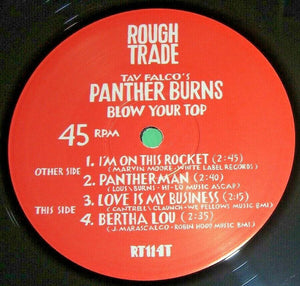 ROUGH
TRADE
TAV FALCO'S
PANTHER BURNS
BLOW YOUR TOP
45 RPM
OTHER SIDE
1. I'M ON THIS ROCKET (2:45)
(MARVIN MOORE - WHITE LABEL RECORDS)
2. PANTHERMAN (2:40)
(LOUS BURNS - HI-LO MUSIC ASCAP)
THIS SIDE
3. LOVE IS MY BUSINESS (2:15)
(CANTRELL CLAUNCH - WE FELLOWS MUSIC BMI)
4. BERTHA LOU (2:35)
(J. MARASCALCO - ROBIN HOOD MUSIC BMI)
RT114T